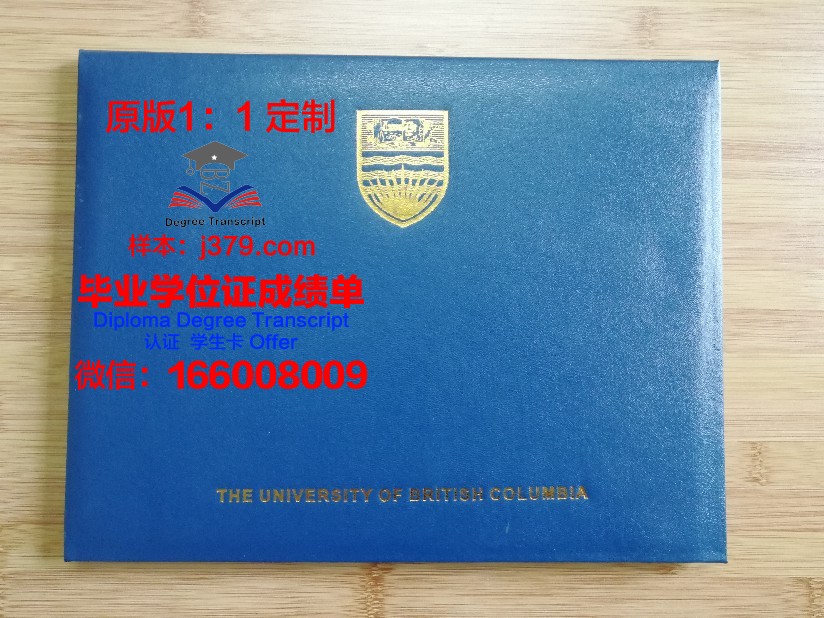 原版1：1 定制
Degree Transcript
样本：j379.com
毕业学位证成绩单
Diploma Degree Transcript
认证 学生卡 Offer
微信：166008009
THE UNIVERSITY OF BRITISH COLUMBIA